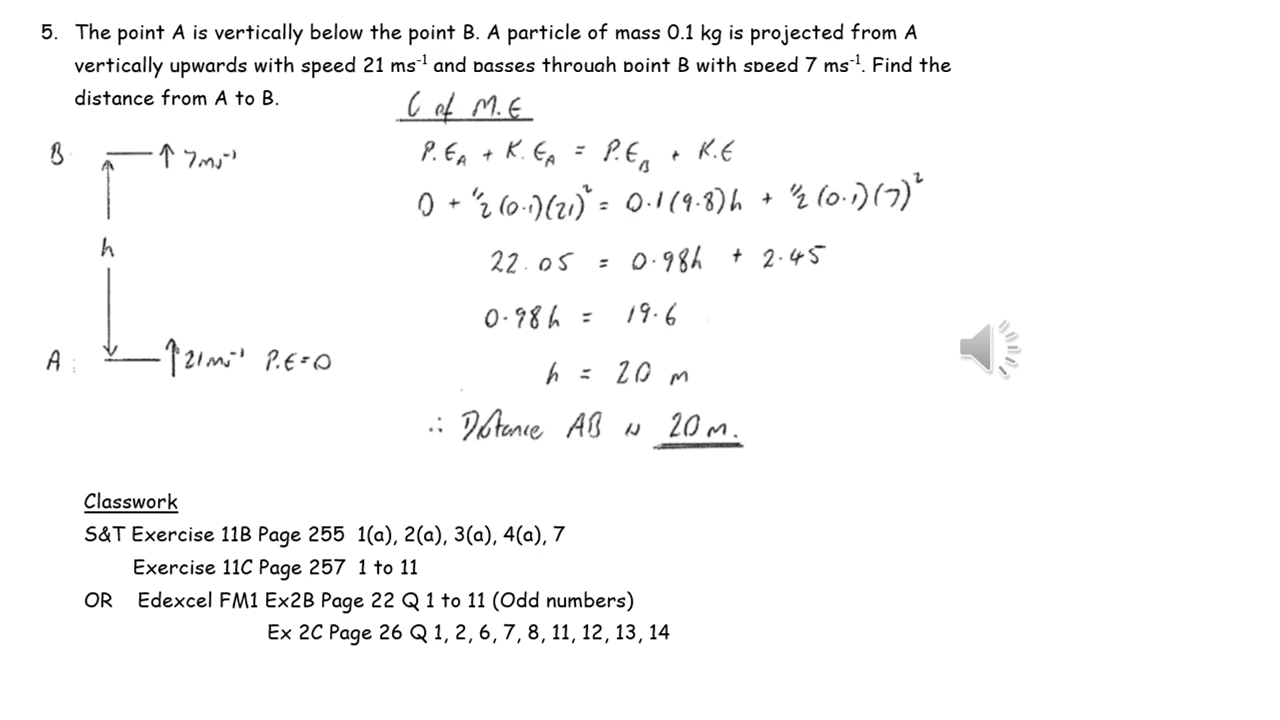 5. The point A is vertically below the point B. A particle of mass 0.1 kg is projected from A
vertically upwards with speed 21 ms⁻¹ and passes through point B with speed 7 ms⁻¹. Find the
distance from A to B.
C of M.E
P.E_A + K.E_A = P.E_B + K.E
0 + ½(0.1)(21)² = 0.1(9.8)h + ½(0.1)(7)²
22.05 = 0.98h + 2.45
0.98h = 19.6
h = 20 m
∴ Distance AB is 20m.
B ↑ 7ms⁻¹
h
A : ↑ 21ms⁻¹ P.E=0
Classwork
S&T Exercise 11B Page 255 1(a), 2(a), 3(a), 4(a), 7
Exercise 11C Page 257 1 to 11
OR Edexcel FM1 Ex2B Page 22 Q 1 to 11 (Odd numbers)
Ex 2C Page 26 Q 1, 2, 6, 7, 8, 11, 12, 13, 14